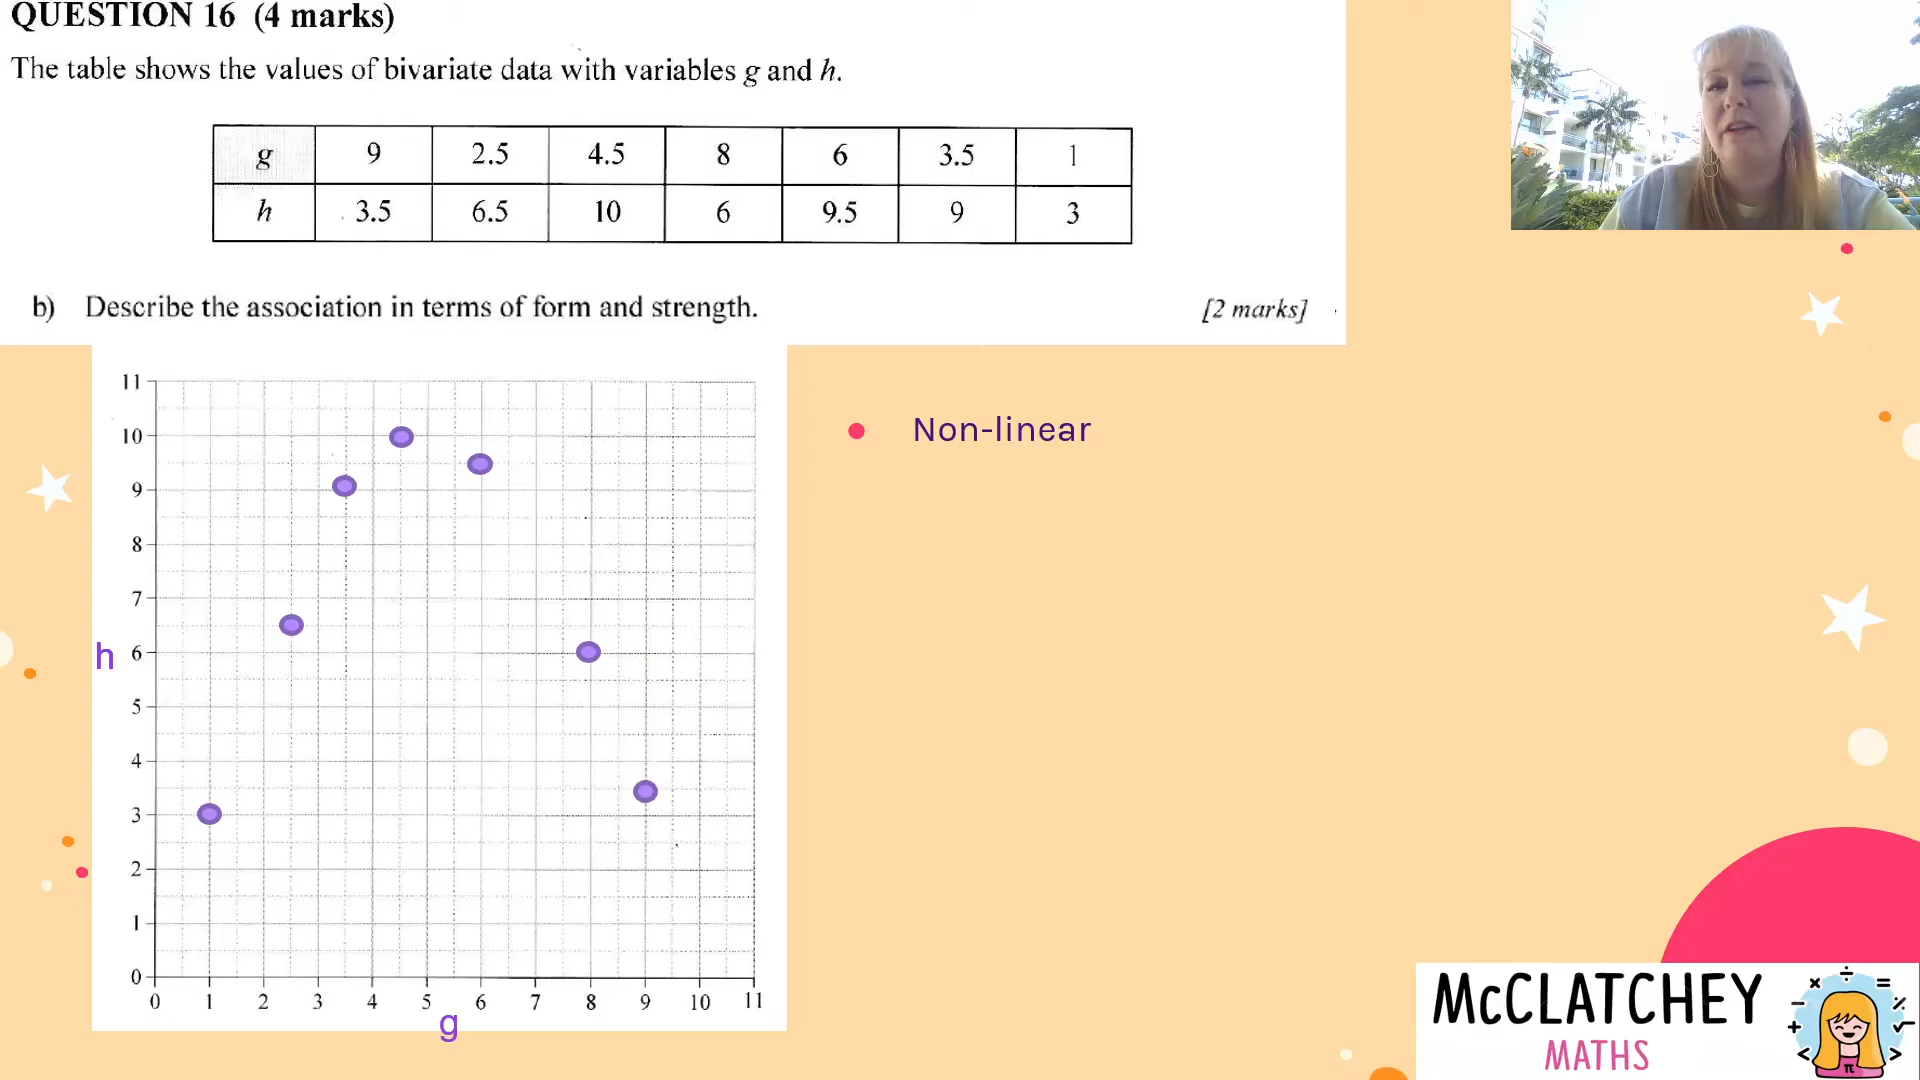 QUESTION 16 (4 marks)
The table shows the values of bivariate data with variables g and h.
g 9 2.5 4.5 8 6 3.5 1
h 3.5 6.5 10 6 9.5 9 3
b) Describe the association in terms of form and strength. [2 marks]
11
10
9
8
7
6
5
4
3
2
1
0
h
0 1 2 3 4 5 6 7 8 9 10 11
g
Non-linear
McCLATCHEY
MATHS
× ÷ =
− %
+ √
< π >